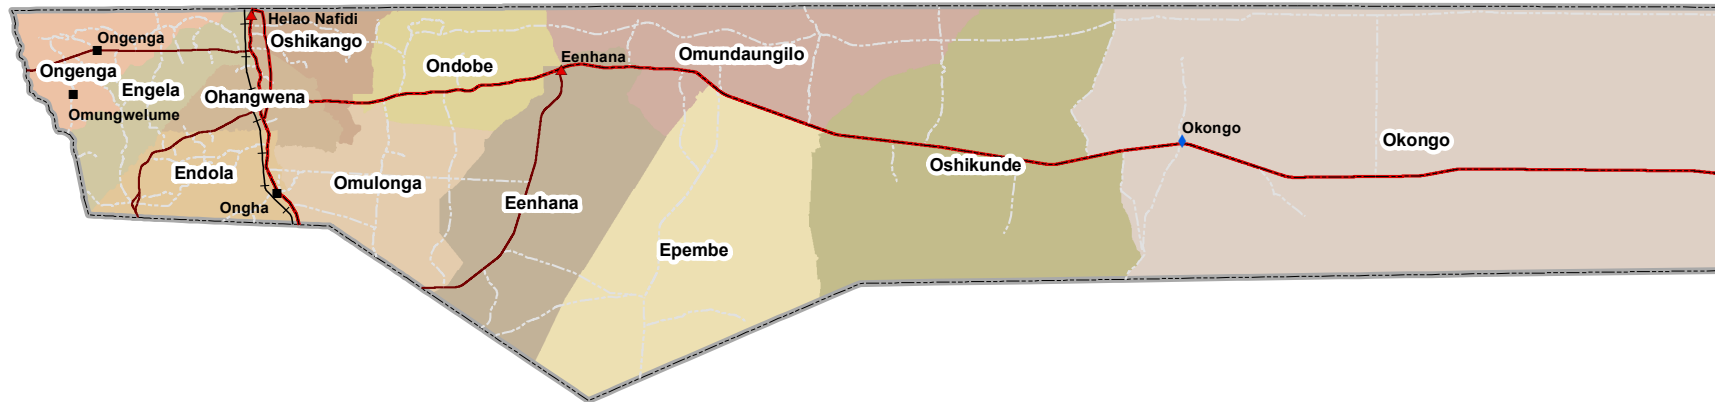 Helao Nafidi
Ongenga
Oshikango
Omundaungilo
Eenhana
Ondobe
Ongenga
Engela
Ohangwena
Omungwelume
Okongo
Okongo
Oshikunde
Endola
Omulonga
Eenhana
Ongha
Epembe